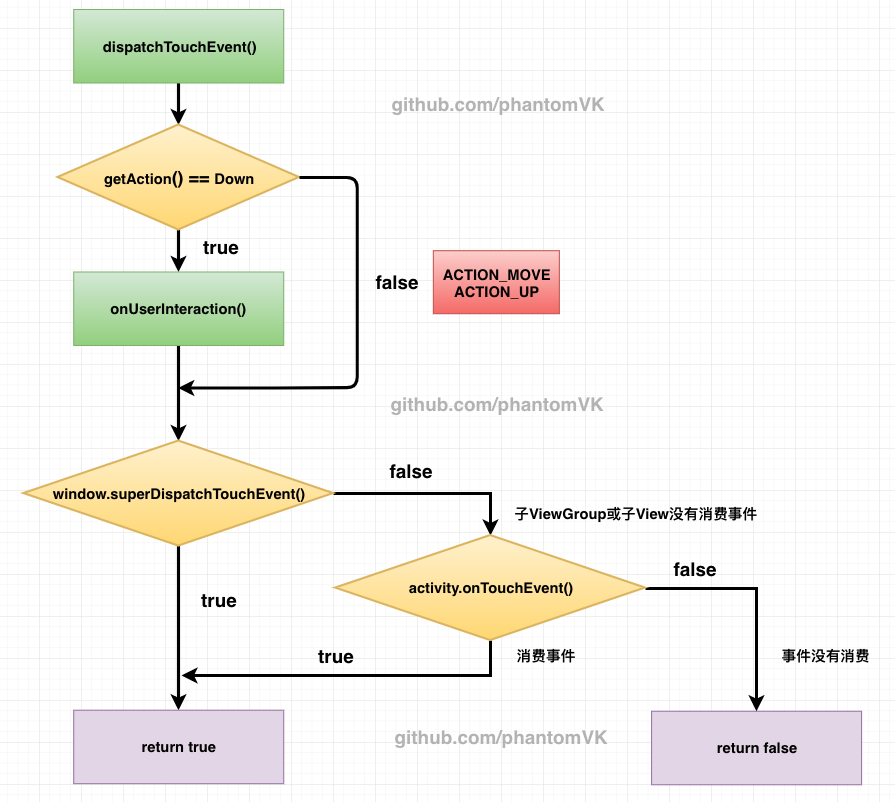 dispatchTouchEvent()
github.com/phantomVK
getAction() == Down
true
false
ACTION_MOVE
ACTION_UP
onUserInteraction()
github.com/phantomVK
window.superDispatchTouchEvent()
false
子ViewGroup或子View没有消费事件
activity.onTouchEvent()
false
true
true
消费事件
事件没有消费
return true
github.com/phantomVK
return false